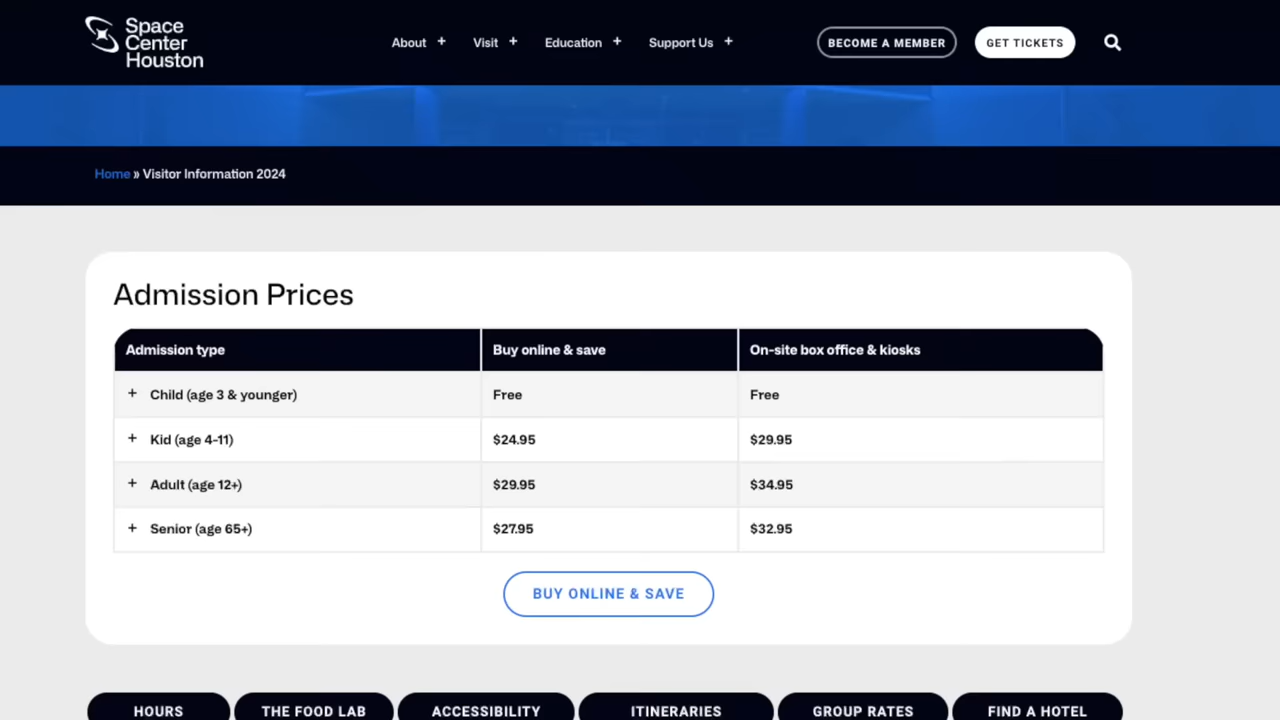 Space
Center
Houston
About + Visit + Education + Support Us + BECOME A MEMBER GET TICKETS
Home » Visitor Information 2024
Admission Prices
Admission type Buy online & save On-site box office & kiosks
+ Child (age 3 & younger) Free Free
+ Kid (age 4-11) $24.95 $29.95
+ Adult (age 12+) $29.95 $34.95
+ Senior (age 65+) $27.95 $32.95
BUY ONLINE & SAVE
HOURS THE FOOD LAB ACCESSIBILITY ITINERARIES GROUP RATES FIND A HOTEL